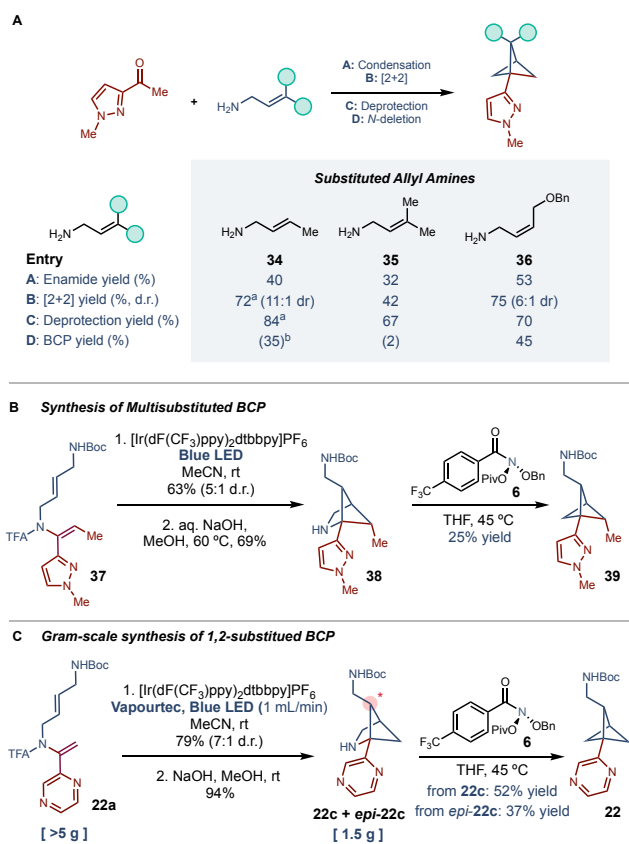 A
O
Me
N
N
Me
+
H₂N
A: Condensation
B: [2+2]
C: Deprotection
D: N-deletion
N
N
Me
Substituted Allyl Amines
H₂N
H₂N Me
34
Me
H₂N Me
35
OBn
H₂N
36
Entry
A: Enamide yield (%) 40 32 53
B: [2+2] yield (%, d.r.) 72ᵃ (11:1 dr) 42 75 (6:1 dr)
C: Deprotection yield (%) 84ᵃ 67 70
D: BCP yield (%) (35)ᵇ (2) 45
B Synthesis of Multisubstituted BCP
NHBoc
N
TFA
Me
N
N
Me
37
1. [Ir(dF(CF₃)ppy)₂dtbbpy]PF₆
Blue LED
MeCN, rt
63% (5:1 d.r.)
2. aq. NaOH,
MeOH, 60 ºC, 69%
NHBoc
HN
Me
N
N
Me
38
O
N OBn
PivO
F₃C
6
THF, 45 ºC
25% yield
NHBoc
Me
N
N
Me
39
C Gram-scale synthesis of 1,2-substitued BCP
NHBoc
N
TFA
N
N
22a
[ >5 g ]
1. [Ir(dF(CF₃)ppy)₂dtbbpy]PF₆
Vapourtec, Blue LED (1 mL/min)
MeCN, rt
79% (7:1 d.r.)
2. NaOH, MeOH, rt
94%
NHBoc
*
HN
N
N
22c + epi-22c
[ 1.5 g ]
O
N OBn
PivO
F₃C
6
THF, 45 ºC
from 22c: 52% yield
from epi-22c: 37% yield
NHBoc
N
N
22